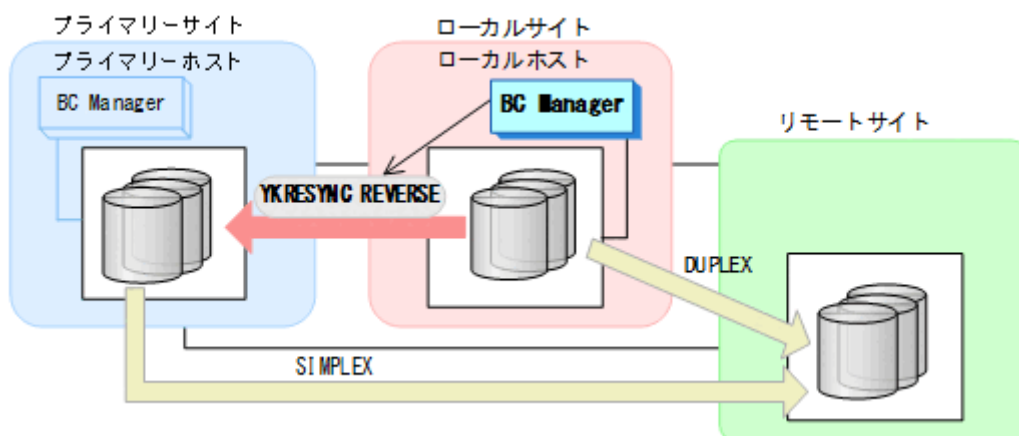 プライマリーサイト
プライマリーホスト
BC Manager
ローカルサイト
ローカルホスト
BC Manager
リモートサイト
YKRESYNC REVERSE
DUPLEX
SIMPLEX